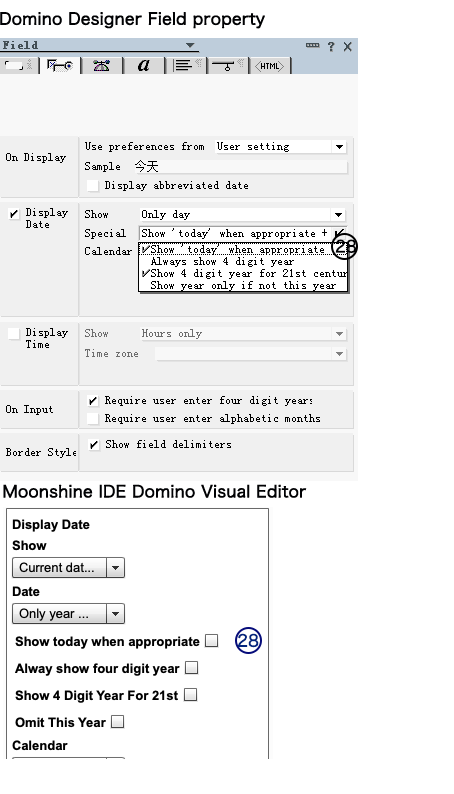 Domino Designer Field property
Field
? X
i a <HTML>
On Display
Use preferences from User setting
Sample 今天
Display abbreviated date
Display Date
Show Only day
Special Show 'today' when appropriate +
28
Calendar
Show 'today' when appropriate
Always show 4 digit year
Show 4 digit year for 21st centur
Show year only if not this year
Display Time
Show Hours only
Time zone
On Input
Require user enter four digit years
Require user enter alphabetic months
Border Style
Show field delimiters
Moonshine IDE Domino Visual Editor
Display Date
Show
Current dat...
Date
Only year ...
Show today when appropriate 28
Alway show four digit year
Show 4 Digit Year For 21st
Omit This Year
Calendar